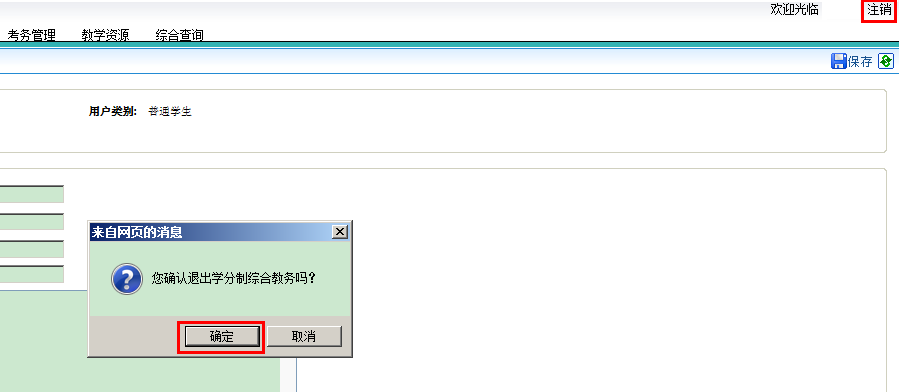 欢迎光临 注销
考务管理 教学资源 综合查询
保存
用户类别: 普通学生
来自网页的消息
您确认退出学分制综合教务吗?
确定 取消